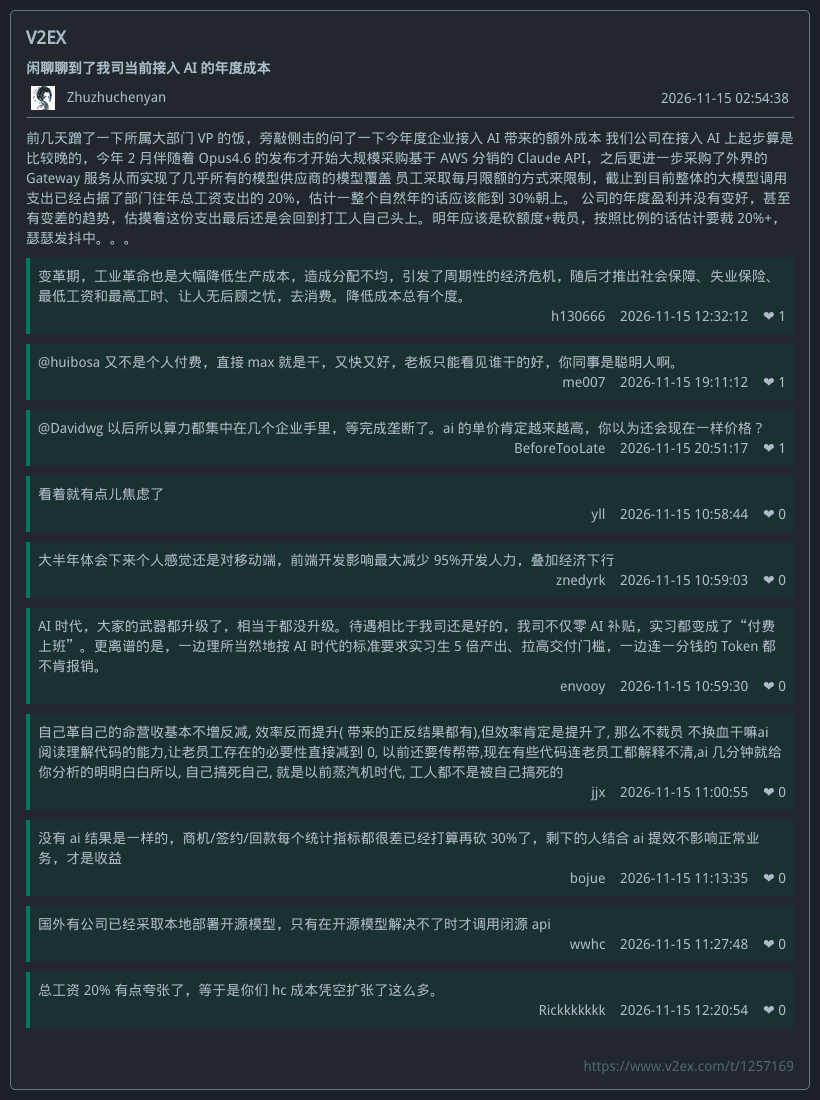 V2EX
闲聊聊到了我司当前接入 AI 的年度成本
Zhuzhuchenyan
2026-11-15 02:54:38
前几天蹭了一下所属大部门 VP 的饭，旁敲侧击的问了一下今年度企业接入 AI 带来的额外成本 我们公司在接入 AI 上起步算是
比较晚的，今年 2 月伴随着 Opus4.6 的发布才开始大规模采购基于 AWS 分销的 Claude API，之后更进一步采购了外界的
Gateway 服务从而实现了几乎所有的模型供应商的模型覆盖 员工采取每月限额的方式来限制，截止到目前整体的大模型调用
支出已经占据了部门往年总工资支出的 20%，估计一整个自然年的话应该能到 30%朝上。 公司的年度盈利并没有变好，甚至
有变差的趋势，估摸着这份支出最后还是会回到打工人自己头上。明年应该是砍额度+裁员，按照比例的话估计要裁 20%+，
瑟瑟发抖中。。。
变革期，工业革命也是大幅降低生产成本，造成分配不均，引发了周期性的经济危机，随后才推出社会保障、失业保险、
最低工资和最高工时、让人无后顾之忧，去消费。降低成本总有个度。
h130666 2026-11-15 12:32:12 ❤ 1
@huibosa 又不是个人付费，直接 max 就是干，又快又好，老板只能看见谁干的好，你同事是聪明人啊。
me007 2026-11-15 19:11:12 ❤ 1
@Davidwg 以后所以算力都集中在几个企业手里，等完成垄断了。ai 的单价肯定越来越高，你以为还会现在一样价格？
BeforeTooLate 2026-11-15 20:51:17 ❤ 1
看着就有点儿焦虑了
yll 2026-11-15 10:58:44 ❤ 0
大半年体会下来个人感觉还是对移动端，前端开发影响最大减少 95%开发人力，叠加经济下行
znedyrk 2026-11-15 10:59:03 ❤ 0
AI 时代，大家的武器都升级了，相当于都没升级。待遇相比于我司还是好的，我司不仅零 AI 补贴，实习都变成了“付费
上班”。更离谱的是，一边理所当然地按 AI 时代的标准要求实习生 5 倍产出、拉高交付门槛，一边连一分钱的 Token 都
不肯报销。
envooy 2026-11-15 10:59:30 ❤ 0
自己革自己的命营收基本不增反减, 效率反而提升( 带来的正反结果都有),但效率肯定是提升了, 那么不裁员 不换血干嘛ai
阅读理解代码的能力,让老员工存在的必要性直接减到 0, 以前还要传帮带,现在有些代码连老员工都解释不清,ai 几分钟就给
你分析的明明白白所以, 自己搞死自己, 就是以前蒸汽机时代, 工人都不是被自己搞死的
jjx 2026-11-15 11:00:55 ❤ 0
没有 ai 结果是一样的，商机/签约/回款每个统计指标都很差已经打算再砍 30%了，剩下的人结合 ai 提效不影响正常业
务，才是收益
bojue 2026-11-15 11:13:35 ❤ 0
国外有公司已经采取本地部署开源模型，只有在开源模型解决不了时才调用闭源 api
wwhc 2026-11-15 11:27:48 ❤ 0
总工资 20% 有点夸张了，等于是你们 hc 成本凭空扩张了这么多。
Rickkkkkkk 2026-11-15 12:20:54 ❤ 0
https://www.v2ex.com/t/1257169